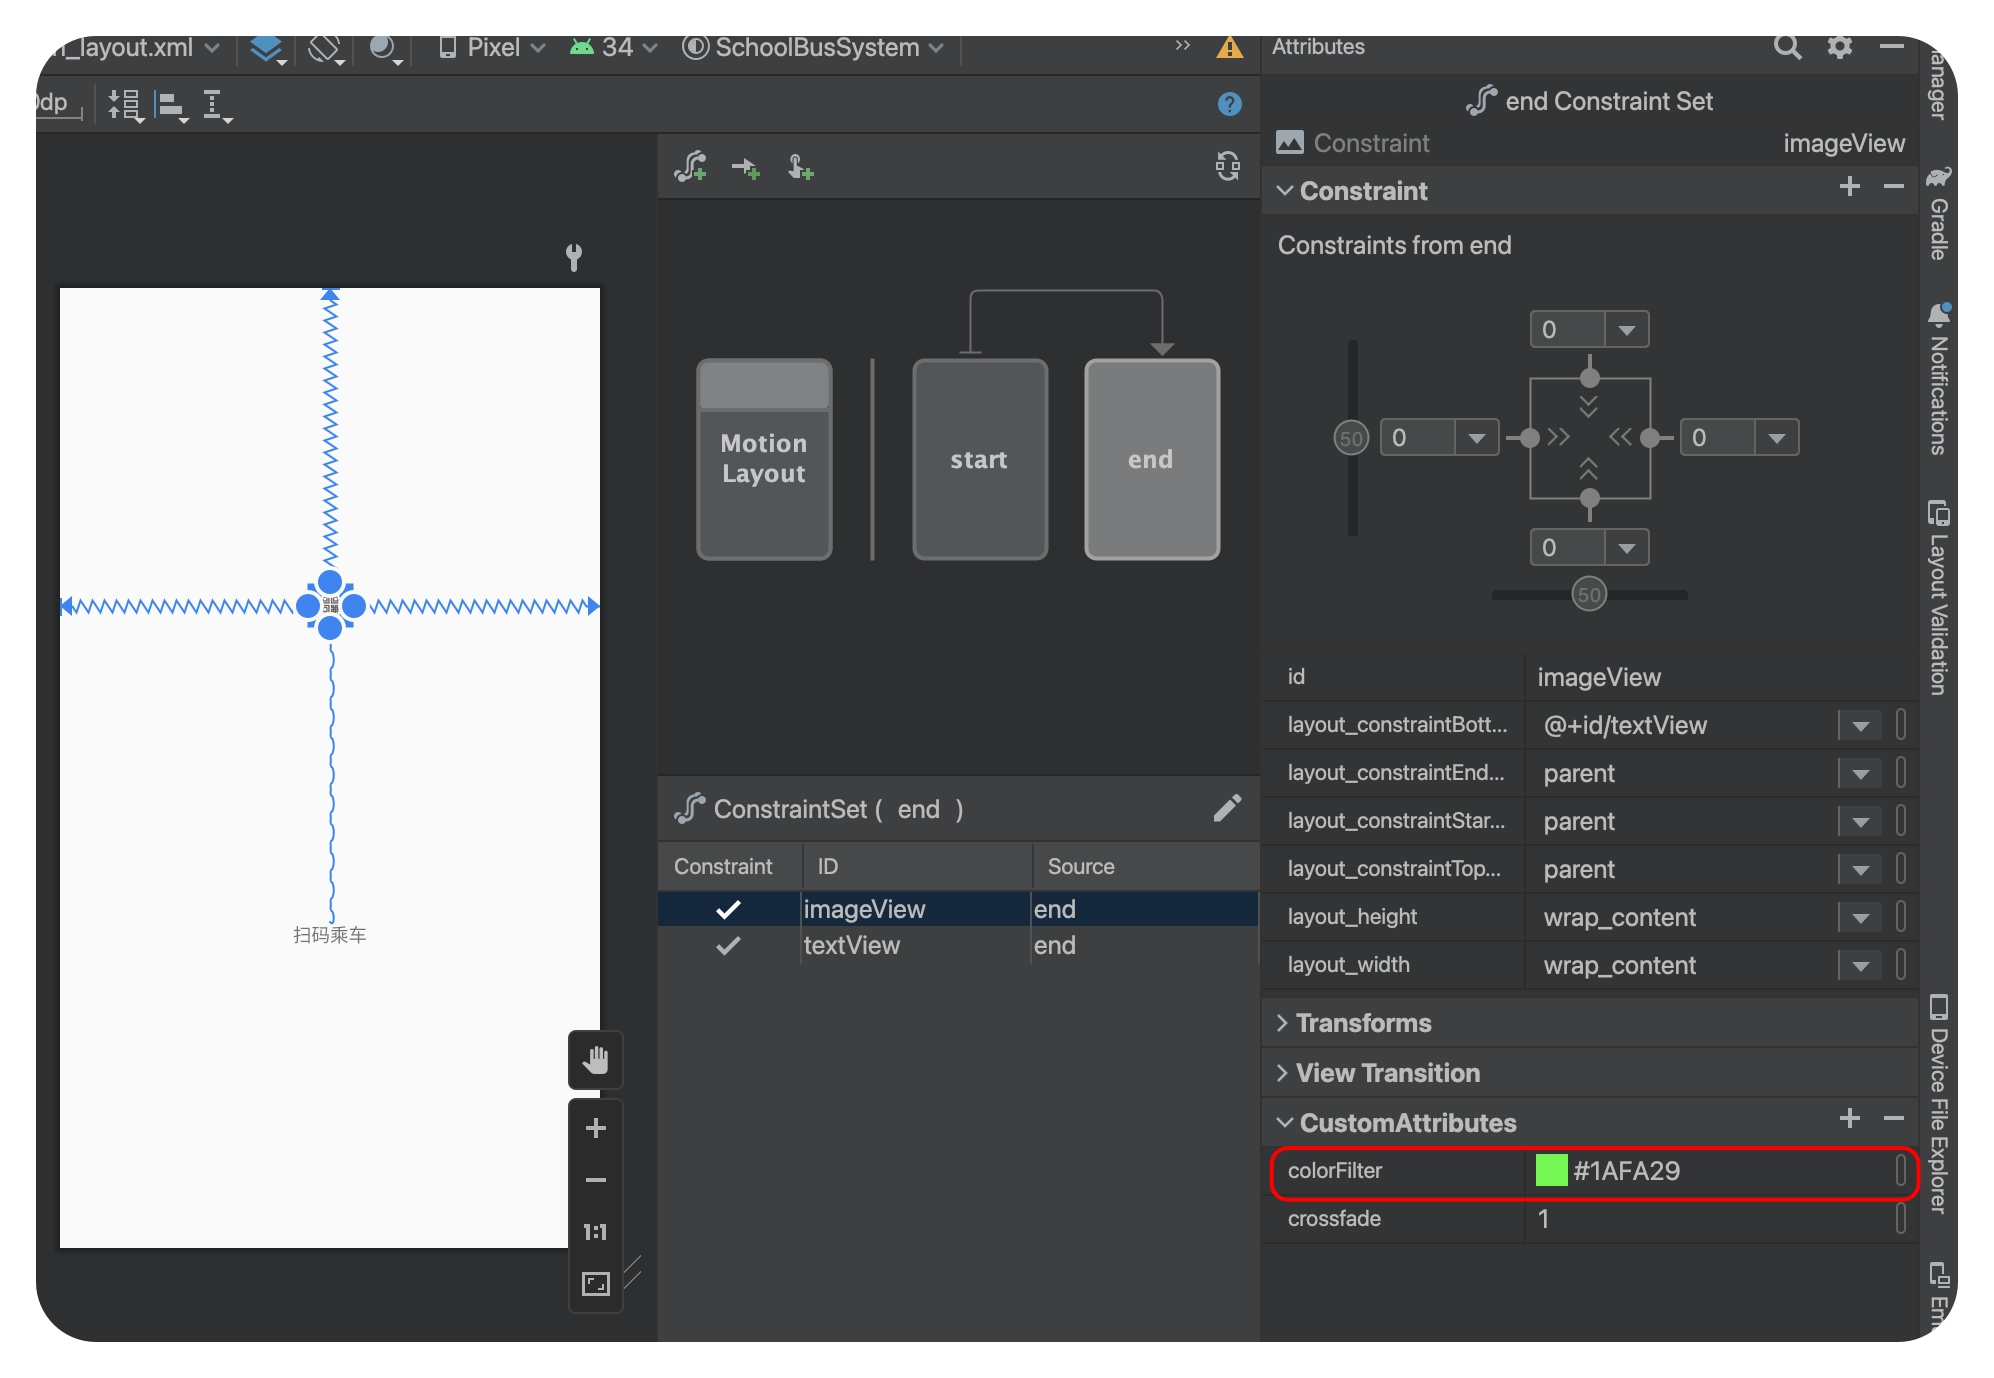 _layout.xml
Pixel
34
SchoolBusSystem
Attributes
dp
end Constraint Set
Constraint
imageView
Constraint
Constraints from end
0
50
0
0
0
50
Motion
Layout
start
end
id
imageView
layout_constraintBott...
@+id/textView
layout_constraintEnd...
parent
layout_constraintStar...
parent
layout_constraintTop...
parent
layout_height
wrap_content
layout_width
wrap_content
ConstraintSet ( end )
Constraint
ID
Source
imageView
end
textView
end
扫码乘车
1:1
Transforms
View Transition
CustomAttributes
colorFilter
#1AFA29
crossfade
1
anager
Gradle
Notifications
Layout Validation
Device File Explorer
Em